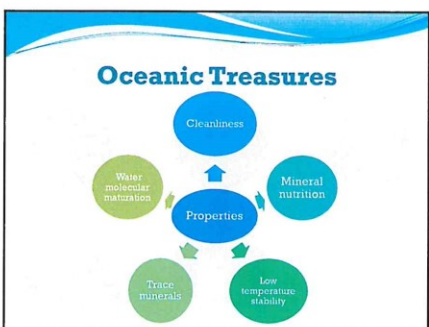 Oceanic Treasures
Cleanliness
Water
molecular
maturation
Mineral
nutrition
Properties
Trace
minerals
Low
temperature
stability